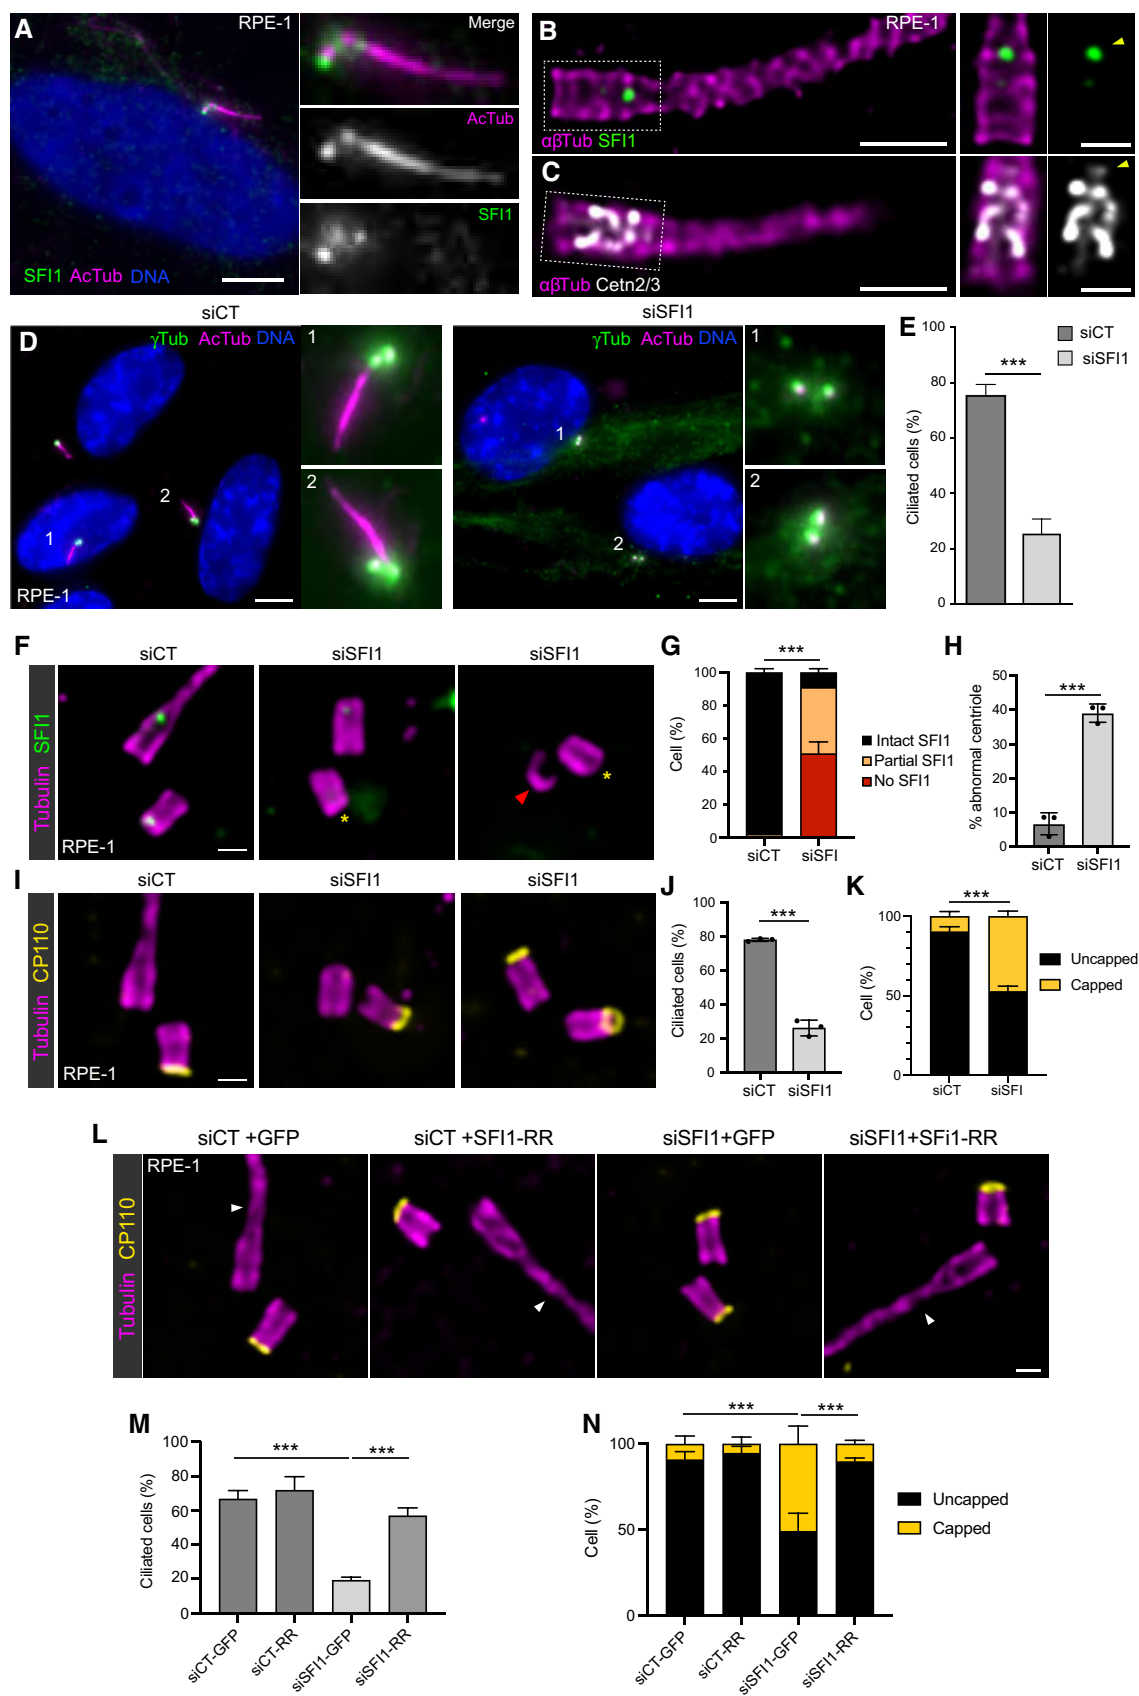 A
RPE-1
SFI1 AcTub DNA
Merge
AcTub
SFI1
B
RPE-1
αβTub SFI1
C
αβTub Cetn2/3
siCT
D
γTub AcTub DNA
1
2
RPE-1
1
2
siSFI1
γTub AcTub DNA
1
2
1
2
E
Ciliated cells (%)
100
80
60
40
20
0
siCT
siSFI1
***
F
Tubulin SFI1
siCT
siSFI1
siSFI1
RPE-1
*
*
G
Cell (%)
100
80
60
40
20
0
***
siCT
siSFI
Intact SFI1
Partial SFI1
No SFI1
H
% abnormal centriole
50
40
30
20
10
0
***
siCT
siSFI1
I
Tubulin CP110
siCT
siSFI1
siSFI1
RPE-1
J
Ciliated cells (%)
100
80
60
40
20
0
***
siCT
siSFI1
K
Cell (%)
100
50
0
***
siCT
siSFI
Uncapped
Capped
L
Tubulin CP110
siCT +GFP
siCT +SFI1-RR
siSFI1+GFP
siSFI1+SFi1-RR
RPE-1
M
Ciliated cells (%)
100
80
60
40
20
0
***
***
siCT-GFP
siCT-RR
siSFI1-GFP
siSFI1-RR
N
Cell (%)
100
50
0
***
***
siCT-GFP
siCT-RR
siSFI1-GFP
siSFI1-RR
Uncapped
Capped